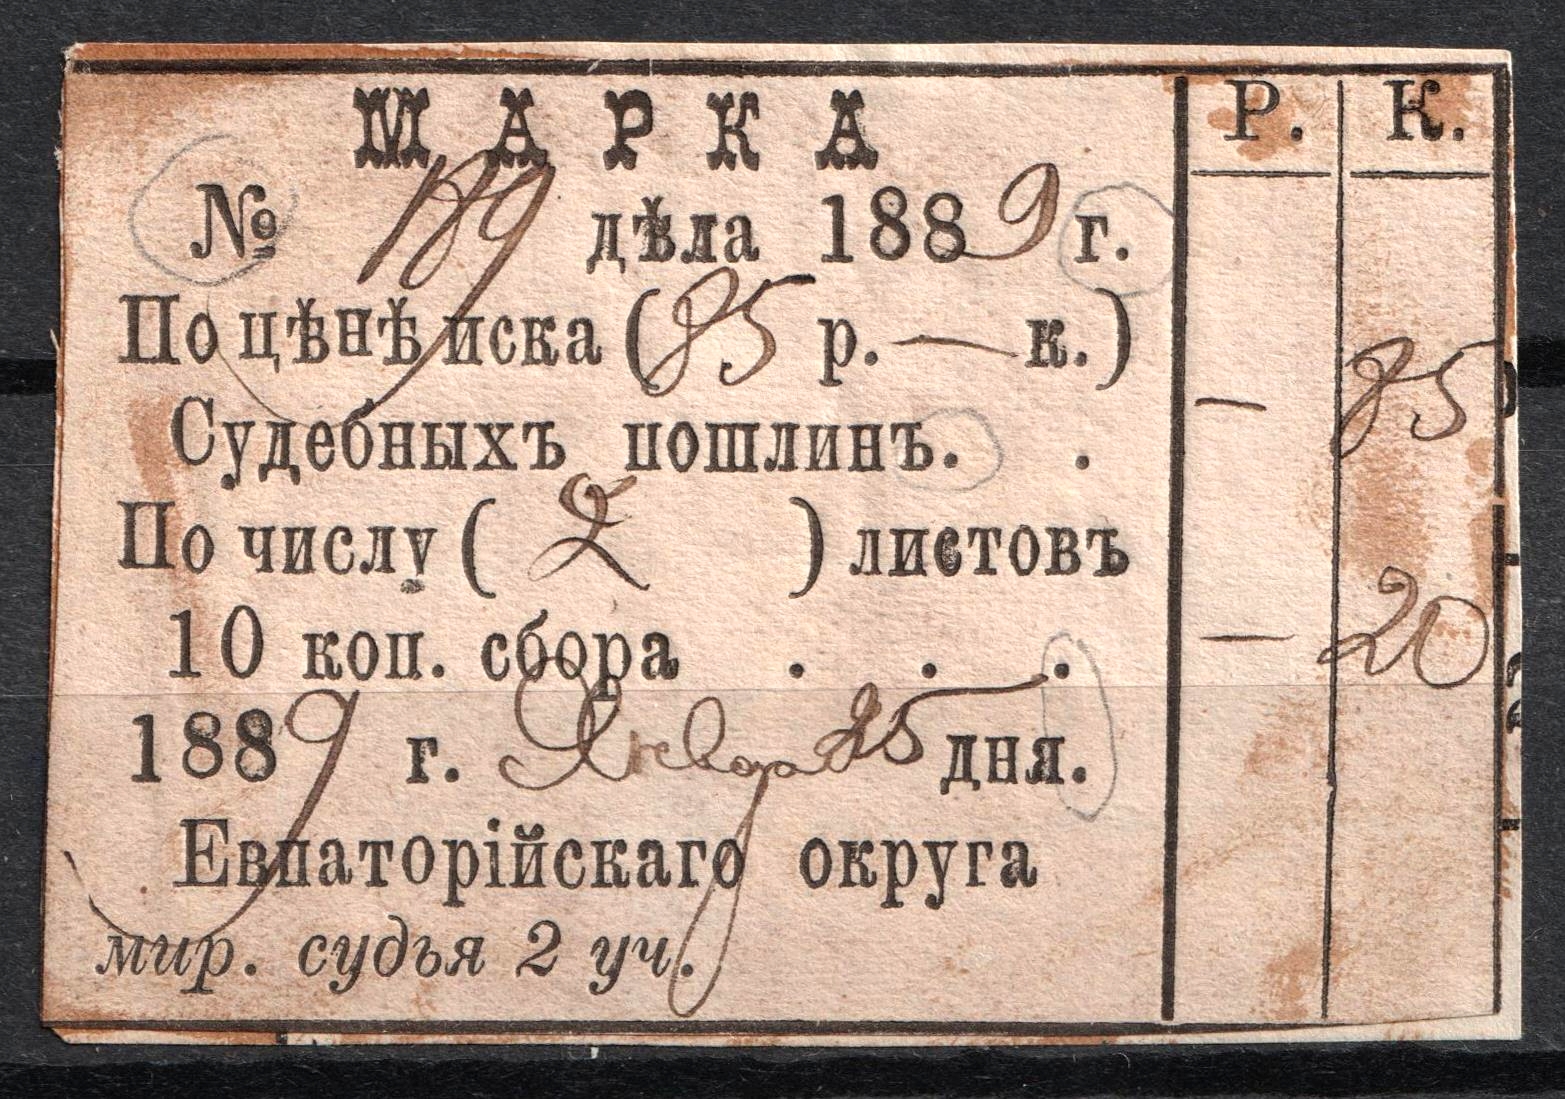 МАРКА Р. К.
№ 189 дѣла 1889 г.
По цѣнѣ иска (85 р. — к.)
Судебныхъ пошлинъ. . — 85
По числу ( 2 ) листовъ
10 коп. сбора . . . — 20
1889 г. Январ 25 дня.
Евпаторійскаго округа
мир. судья 2 уч.